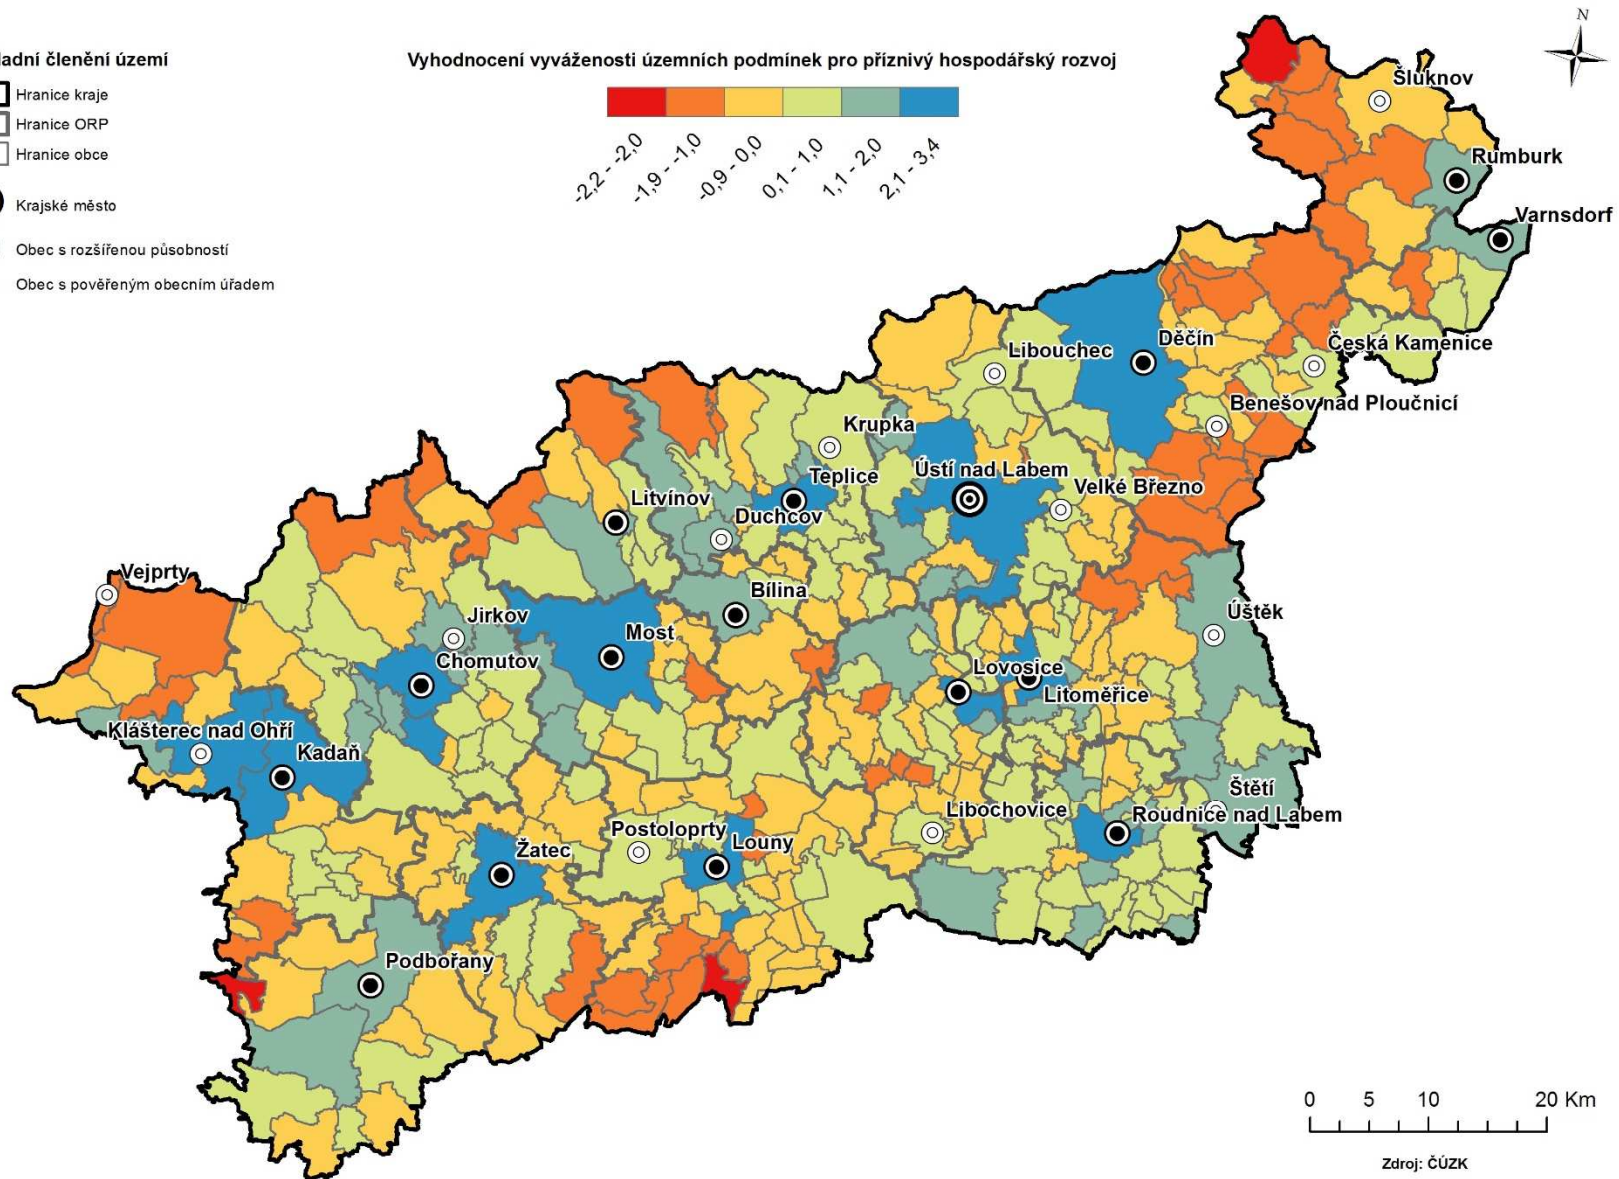 ladní členění území
Hranice kraje
Hranice ORP
Hranice obce
Krajské město
Obec s rozšířenou působností
Obec s pověřeným obecním úřadem
Vyhodnocení vyváženosti územních podmínek pro příznivý hospodářský rozvoj
-2,2 - -2,0
-1,9 - -1,0
-0,9 - 0,0
0,1 - 1,0
1,1 - 2,0
2,1 - 3,4
N
Šluknov
Rumburk
Varnsdorf
Děčín
Libouchec
Česká Kamenice
Benešov nad Ploučnicí
Krupka
Teplice
Ústí nad Labem
Velké Březno
Litvínov
Duchcov
Vejprty
Bílina
Jirkov
Úštěk
Most
Chomutov
Lovosice
Litoměřice
Klášterec nad Ohří
Kadaň
Štětí
Roudnice nad Labem
Libochovice
Postoloprty
Louny
Žatec
Podbořany
0 5 10 20 Km
Zdroj: ČÚZK